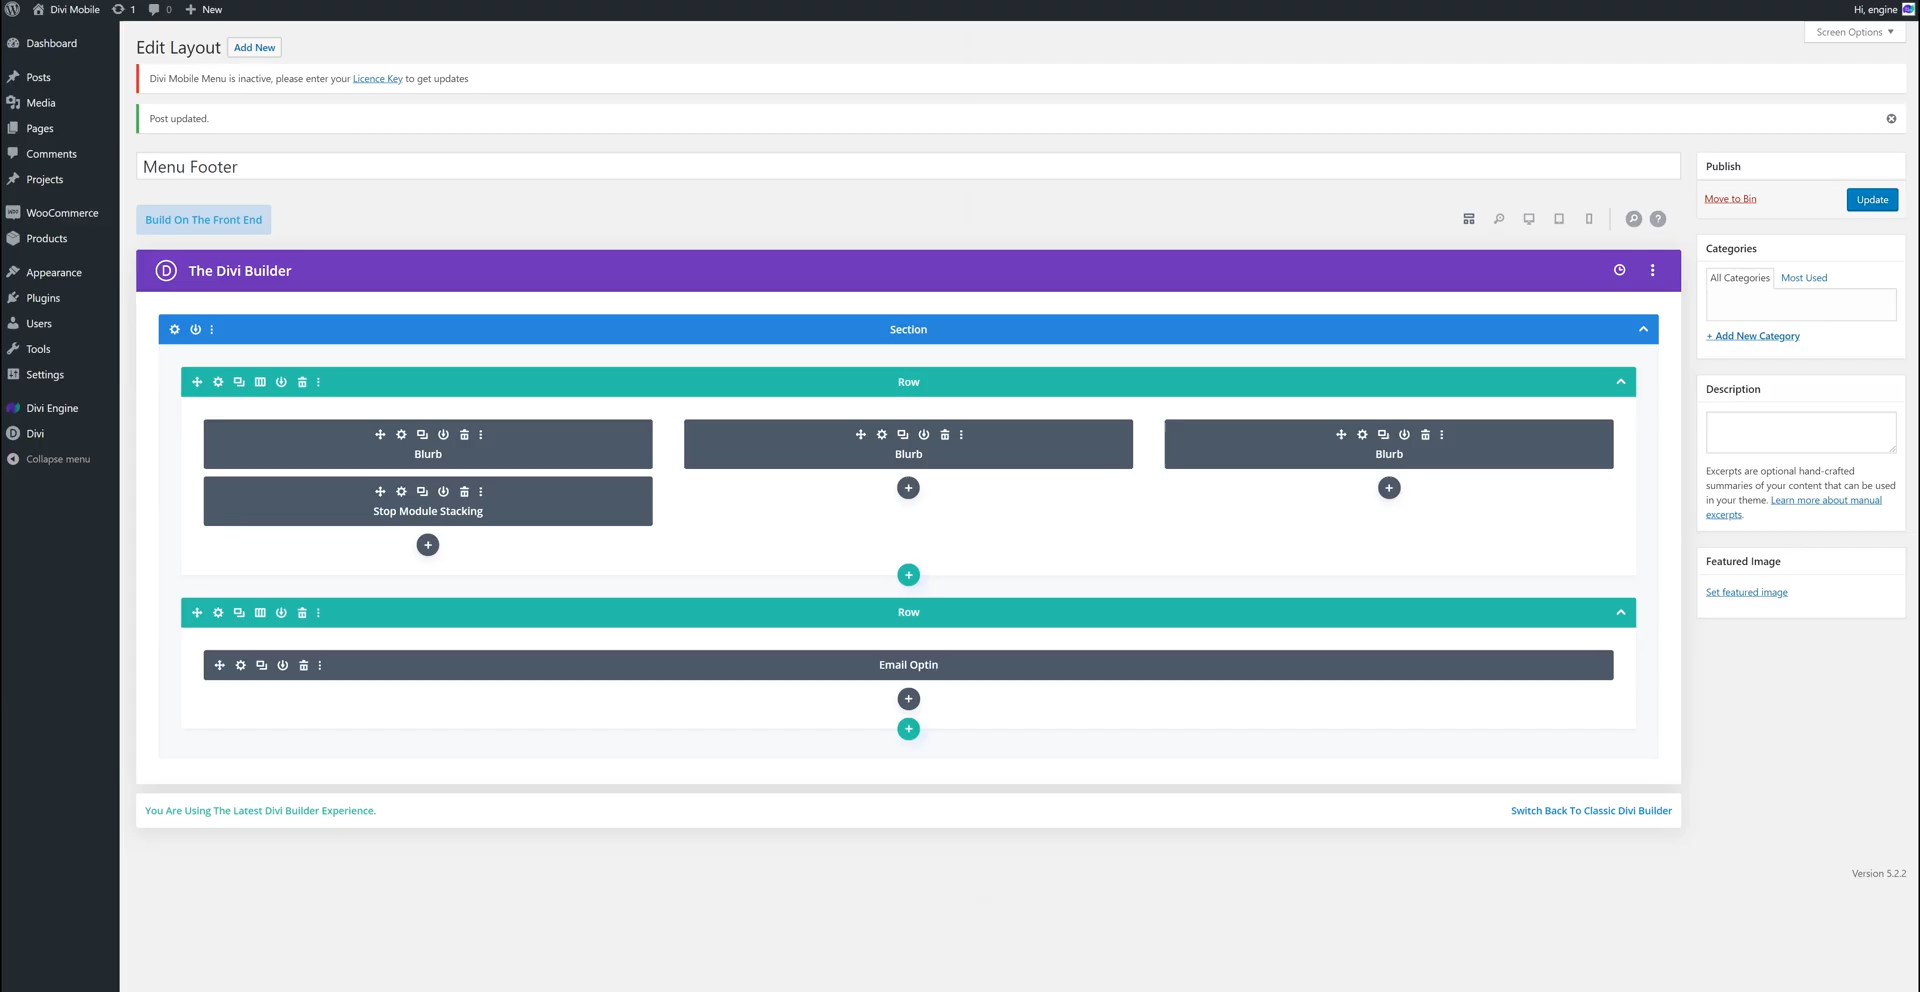 Divi Mobile 1 0 New
Hi, engine
Dashboard
Posts
Media
Pages
Comments
Projects
WooCommerce
Products
Appearance
Plugins
Users
Tools
Settings
Divi Engine
Divi
Collapse menu
Screen Options ▼
Edit Layout Add New
Divi Mobile Menu is inactive, please enter your Licence Key to get updates
Post updated.
Menu Footer
Build On The Front End
?
D The Divi Builder
Section
Row
Blurb Blurb Blurb
Stop Module Stacking
Row
Email Optin
You Are Using The Latest Divi Builder Experience. Switch Back To Classic Divi Builder
Publish
Move to Bin Update
Categories
All Categories Most Used
+ Add New Category
Description
Excerpts are optional hand-crafted
summaries of your content that can be used
in your theme. Learn more about manual
excerpts.
Featured Image
Set featured image
Version 5.2.2